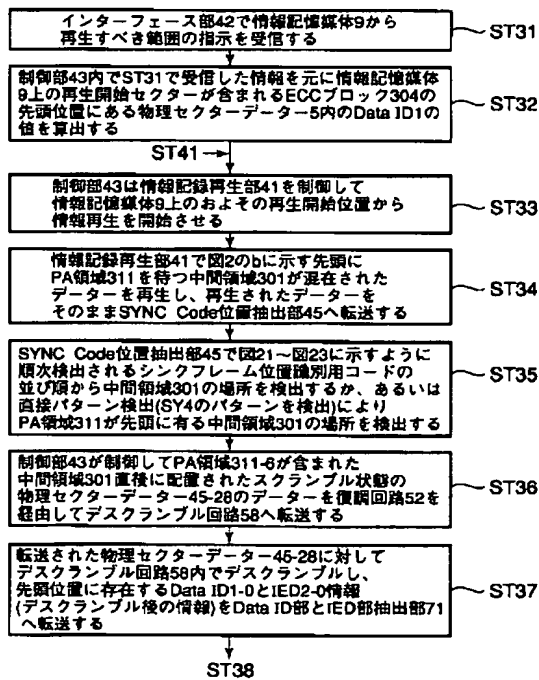 インターフェース部42で情報記憶媒体9から
再生すべき範囲の指示を受信する
ST31
制御部43内でST31で受信した情報を元に情報記憶媒体
9上の再生開始セクターが含まれるECCブロック304の
先頭位置にある物理セクターデーター5内のData ID1の
値を算出する
ST32
ST41
制御部43は情報記録再生部41を制御して
情報記憶媒体9上のおよその再生開始位置から
情報再生を開始させる
ST33
情報記録再生部41で図2のbに示す先頭に
PA領域311を持つ中間領域301が混在された
データーを再生し、再生されたデーターを
そのままSYNC Code位置抽出部45へ転送する
ST34
SYNC Code位置抽出部45で図21~図23に示すように
順次検出されるシンクフレーム位置識別用コードの
並び順から中間領域301の場所を検出するか、あるいは
直接パターン検出(SY4のパターンを検出)により
PA領域311が先頭に有る中間領域301の場所を検出する
ST35
制御部43が制御してPA領域311-6が含まれた
中間領域301直後に配置されたスクランブル状態の
物理セクターデーター45-28のデーターを復調回路52を
経由してデスクランブル回路58へ転送する
ST36
転送された物理セクターデーター45-28に対して
デスクランブル回路58内でデスクランブルし、
先頭位置に存在するData ID1-0とIED2-0情報
(デスクランブル後の情報)をData ID部とIED部抽出部71
へ転送する
ST37
ST38